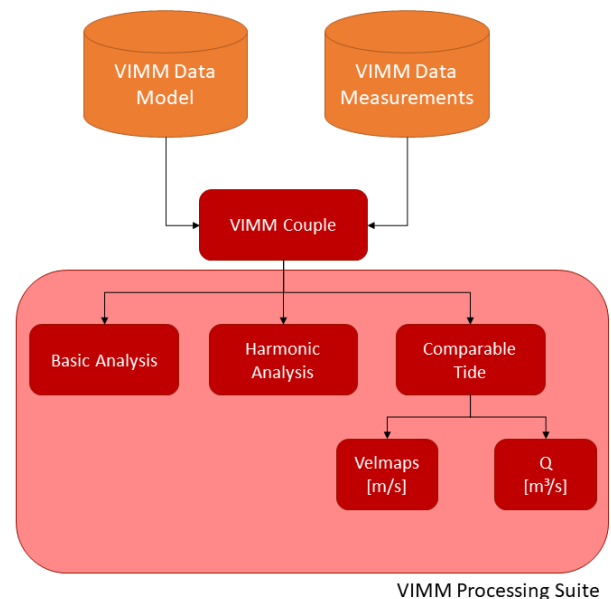 VIMM Data
Model
VIMM Data
Measurements
VIMM Couple
Basic Analysis
Harmonic
Analysis
Comparable
Tide
Velmaps
[m/s]
Q
[m³/s]
VIMM Processing Suite